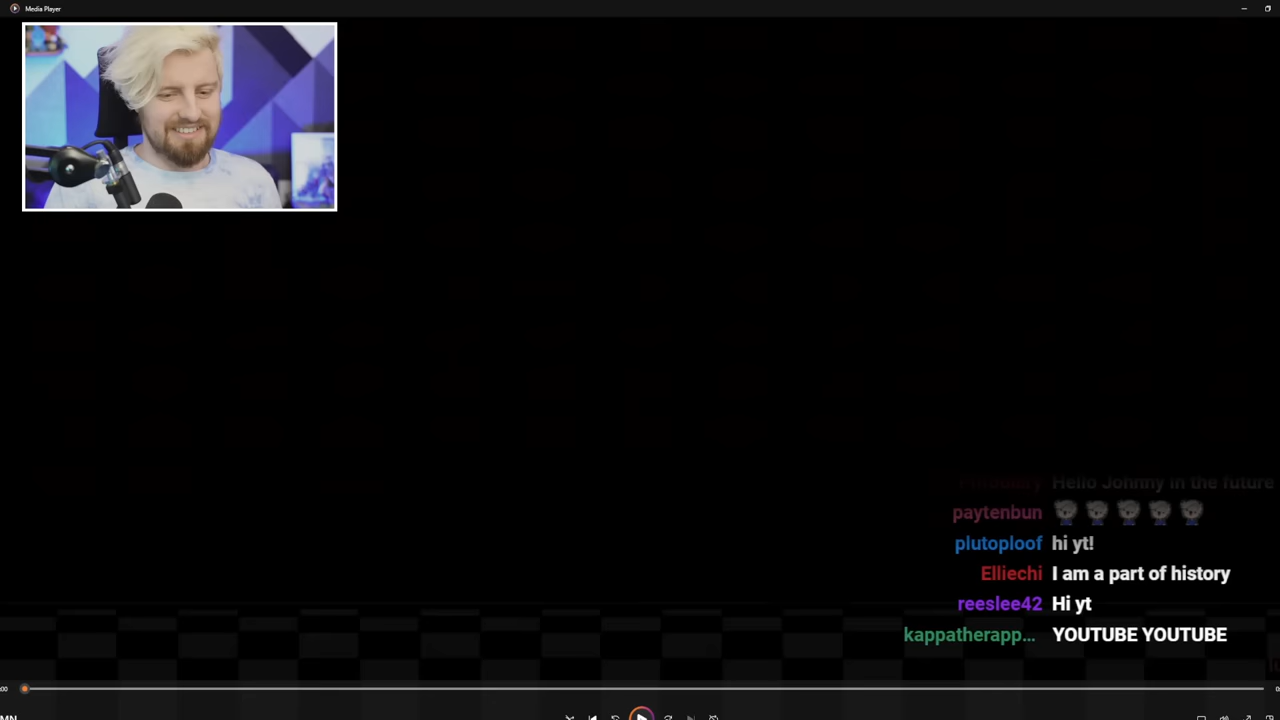 Media Player
Hello Johnny in the future
paytenbun
plutoploof hi yt!
Elliechi I am a part of history
reeslee42 Hi yt
kappatherapp... YOUTUBE YOUTUBE